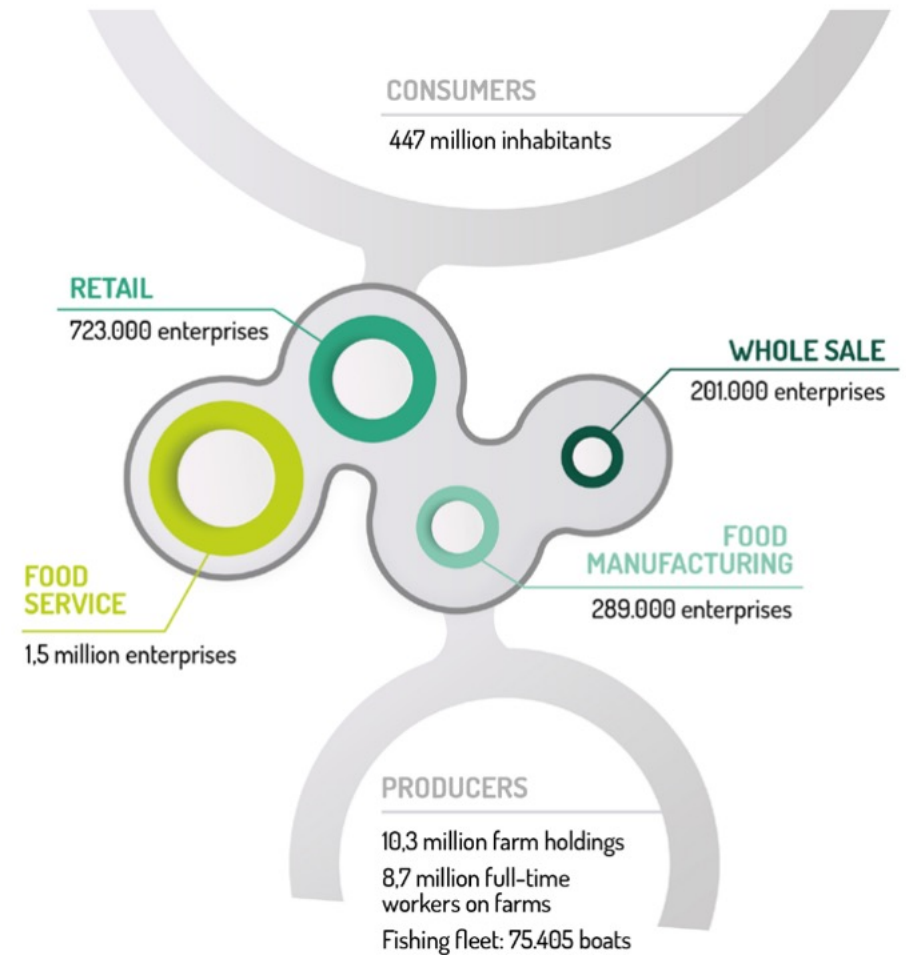 CONSUMERS
447 million inhabitants
RETAIL
723.000 enterprises
WHOLE SALE
201.000 enterprises
FOOD
MANUFACTURING
289.000 enterprises
FOOD
SERVICE
1,5 million enterprises
PRODUCERS
10,3 million farm holdings
8,7 million full-time
workers on farms
Fishing fleet: 75.405 boats